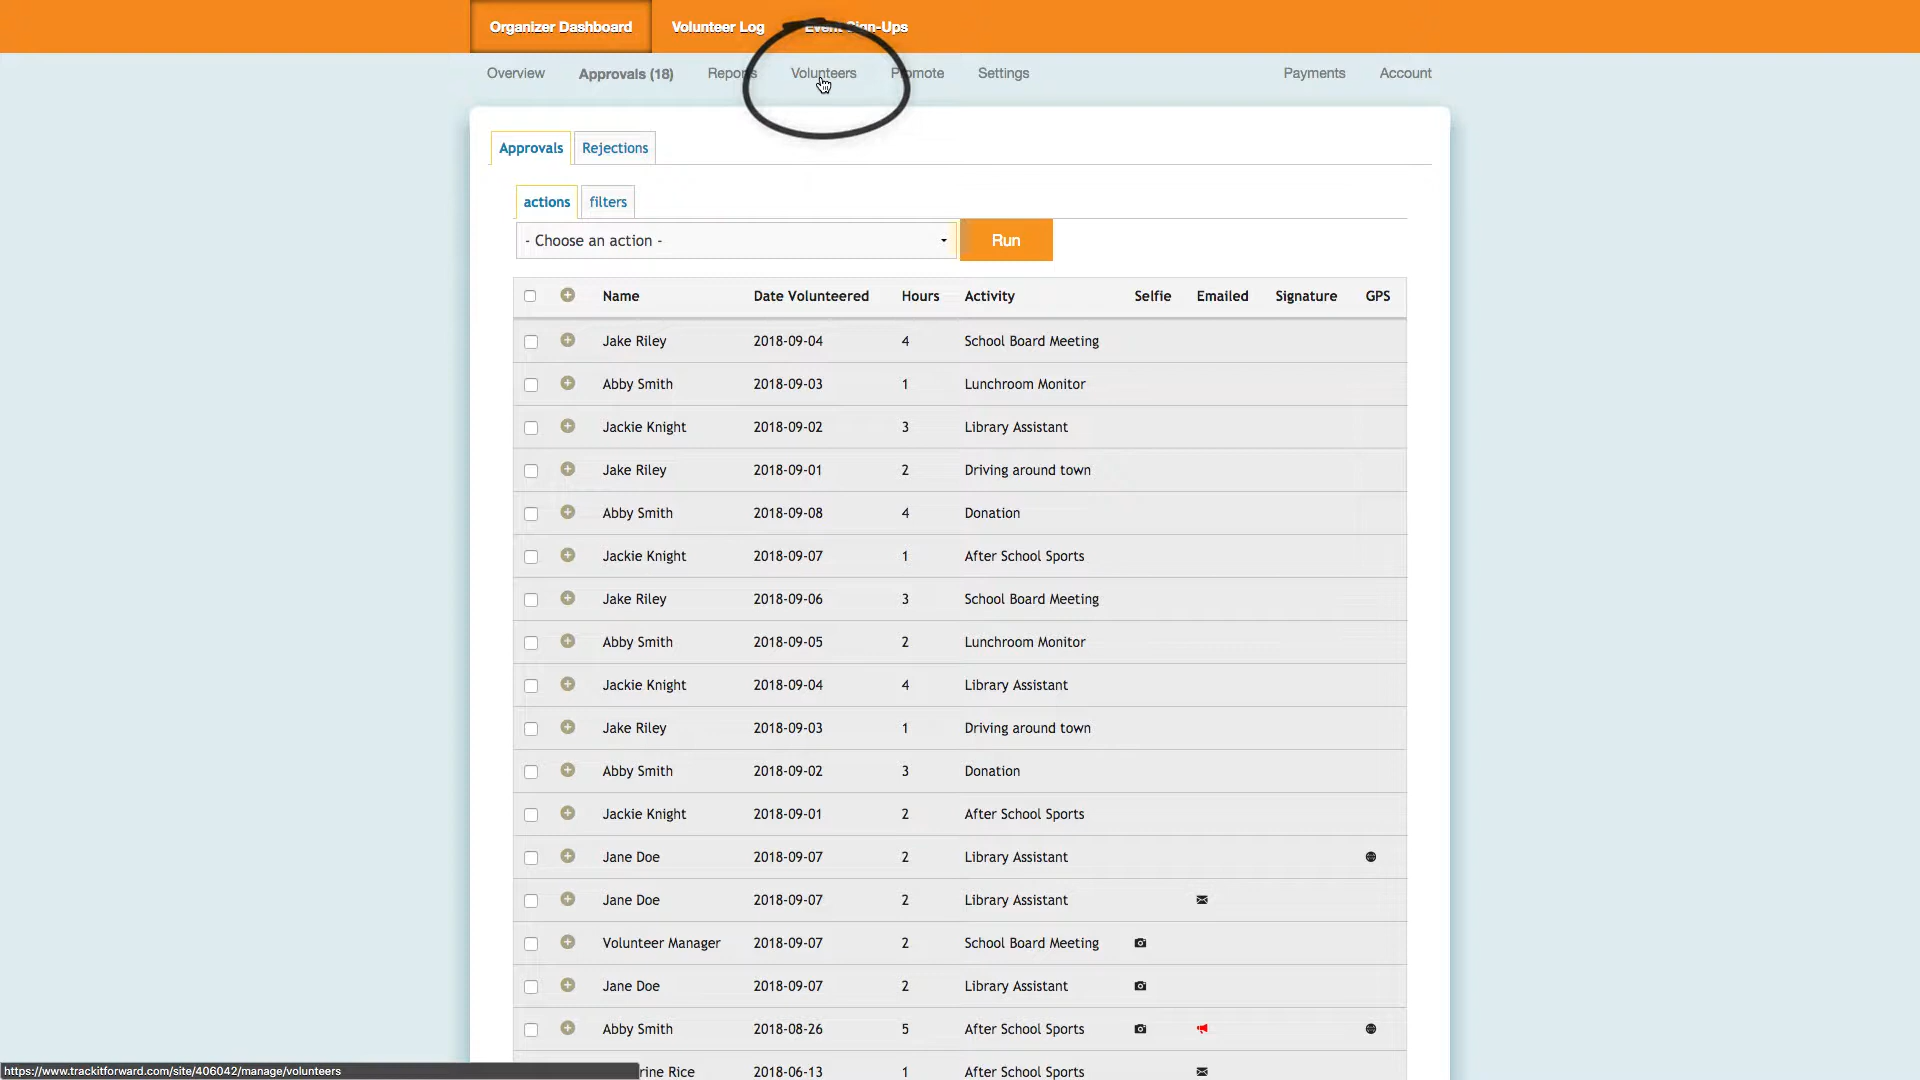 Organizer Dashboard Volunteer Log Event Sign-Ups
Overview Approvals (18) Reports Volunteers Promote Settings Payments Account
Approvals Rejections
actions filters
- Choose an action - Run
Name Date Volunteered Hours Activity Selfie Emailed Signature GPS
Jake Riley 2018-09-04 4 School Board Meeting
Abby Smith 2018-09-03 1 Lunchroom Monitor
Jackie Knight 2018-09-02 3 Library Assistant
Jake Riley 2018-09-01 2 Driving around town
Abby Smith 2018-09-08 4 Donation
Jackie Knight 2018-09-07 1 After School Sports
Jake Riley 2018-09-06 3 School Board Meeting
Abby Smith 2018-09-05 2 Lunchroom Monitor
Jackie Knight 2018-09-04 4 Library Assistant
Jake Riley 2018-09-03 1 Driving around town
Abby Smith 2018-09-02 3 Donation
Jackie Knight 2018-09-01 2 After School Sports
Jane Doe 2018-09-07 2 Library Assistant
Jane Doe 2018-09-07 2 Library Assistant
Volunteer Manager 2018-09-07 2 School Board Meeting
Jane Doe 2018-09-07 2 Library Assistant
Abby Smith 2018-08-26 5 After School Sports
rine Rice 2018-06-13 1 After School Sports
https://www.trackitforward.com/site/406042/manage/volunteers